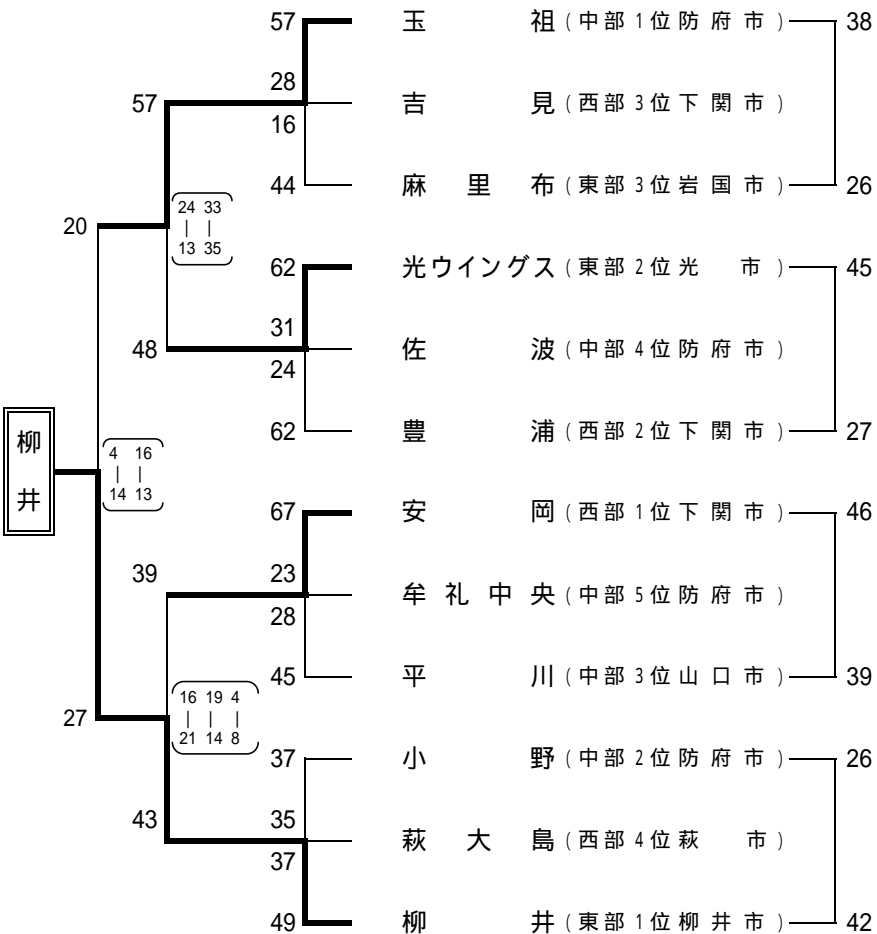 57 玉祖（中部1位防府市） 38
28
57 吉見（西部3位下関市）
16
44 麻里布（東部3位岩国市） 26
24 33
| |
13 35
20
62 光ウイングス（東部2位光市） 45
31
48 佐波（中部4位防府市）
24
62 豊浦（西部2位下関市） 27
柳井
4 16
| |
14 13
67 安岡（西部1位下関市） 46
39 23
牟礼中央（中部5位防府市）
28
45 平川（中部3位山口市） 39
16 19 4
| | |
21 14 8
27
37 小野（中部2位防府市） 26
43 35
萩大島（西部4位萩市）
37
49 柳井（東部1位柳井市） 42